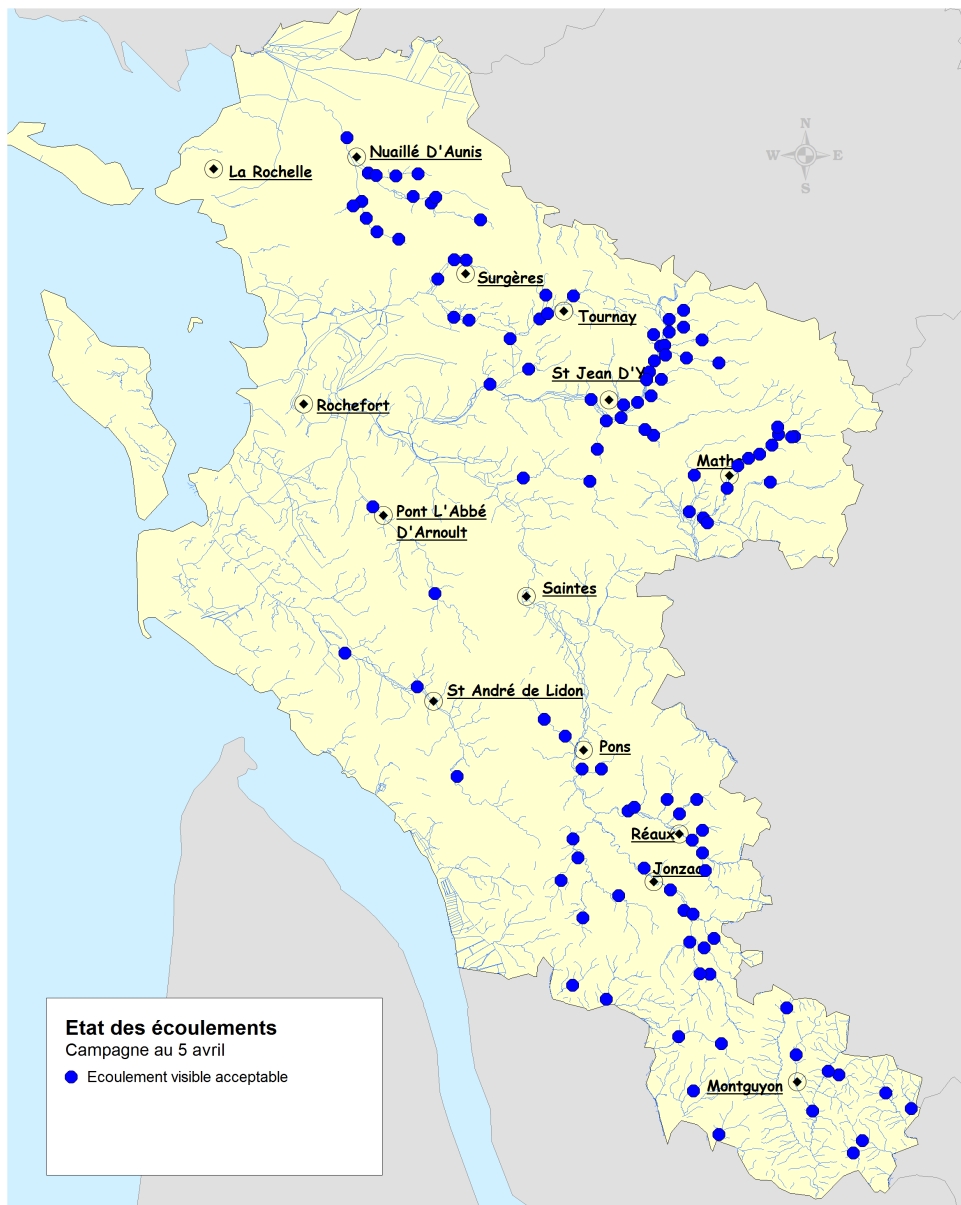 N
W E
S
Nuaillé D'Aunis
La Rochelle
Surgères
Tournay
St Jean D'Y
Rochefort
Math
Pont L'Abbé
D'Arnoult
Saintes
St André de Lidon
Pons
Réaux
Jonzac
Montguyon
Etat des écoulements
Campagne au 5 avril
Ecoulement visible acceptable